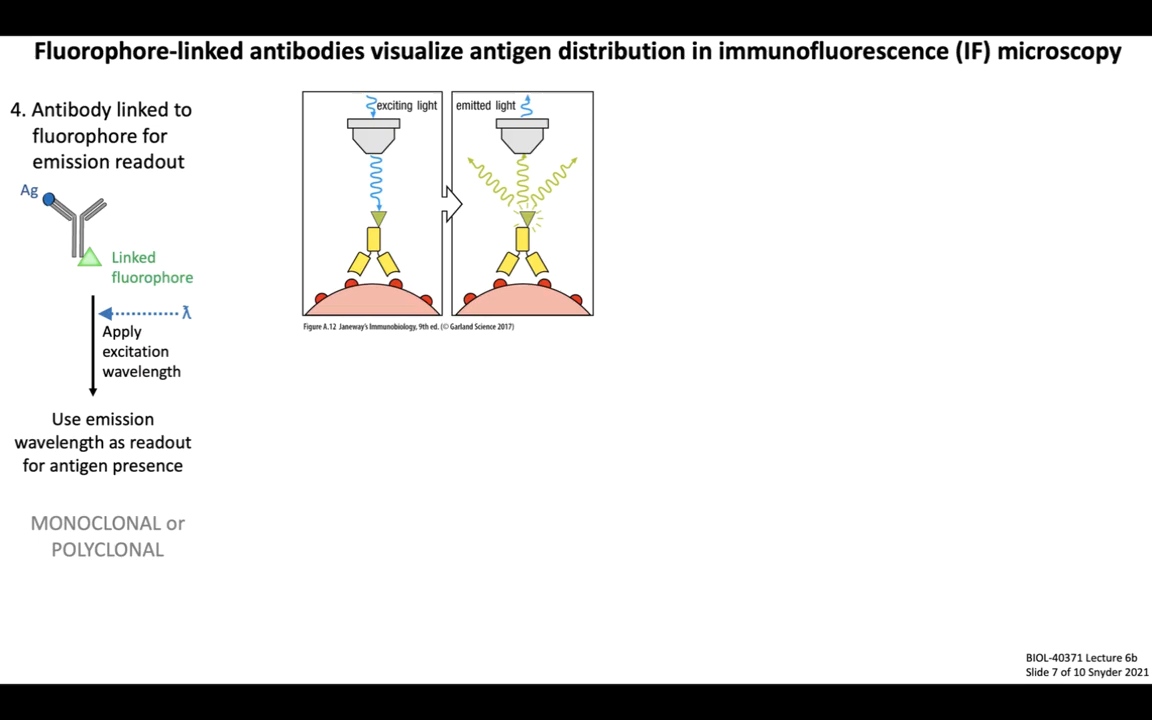 Fluorophore-linked antibodies visualize antigen distribution in immunofluorescence (IF) microscopy
4. Antibody linked to
fluorophore for
emission readout
Ag
Linked
fluorophore
λ
Apply
excitation
wavelength
Use emission
wavelength as readout
for antigen presence
MONOCLONAL or
POLYCLONAL
exciting light
emitted light
Figure A.12 Janeway's Immunobiology, 9th ed. (© Garland Science 2017)
BIOL-40371 Lecture 6b
Slide 7 of 10 Snyder 2021